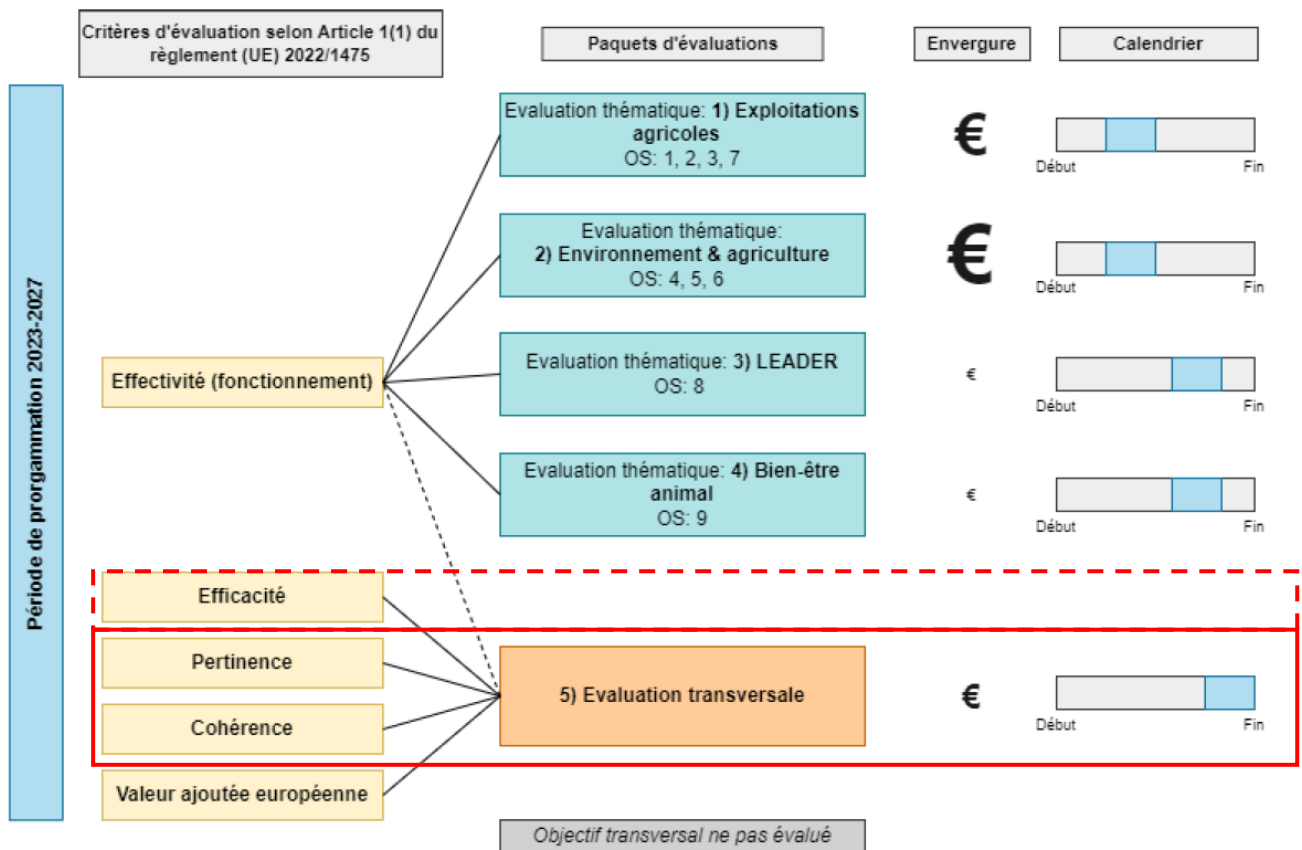 Critères d'évaluation selon Article 1(1) du
règlement (UE) 2022/1475
Paquets d'évaluations
Envergure
Calendrier
Période de prorgammation 2023-2027
Evaluation thématique: 1) Exploitations
agricoles
OS: 1, 2, 3, 7
€
Début
Fin
Evaluation thématique:
2) Environnement & agriculture
OS: 4, 5, 6
€
Début
Fin
Effectivité (fonctionnement)
Evaluation thématique: 3) LEADER
OS: 8
€
Début
Fin
Evaluation thématique: 4) Bien-être
animal
OS: 9
€
Début
Fin
Efficacité
Pertinence
Cohérence
Valeur ajoutée européenne
5) Evaluation transversale
€
Début
Fin
Objectif transversal ne pas évalué